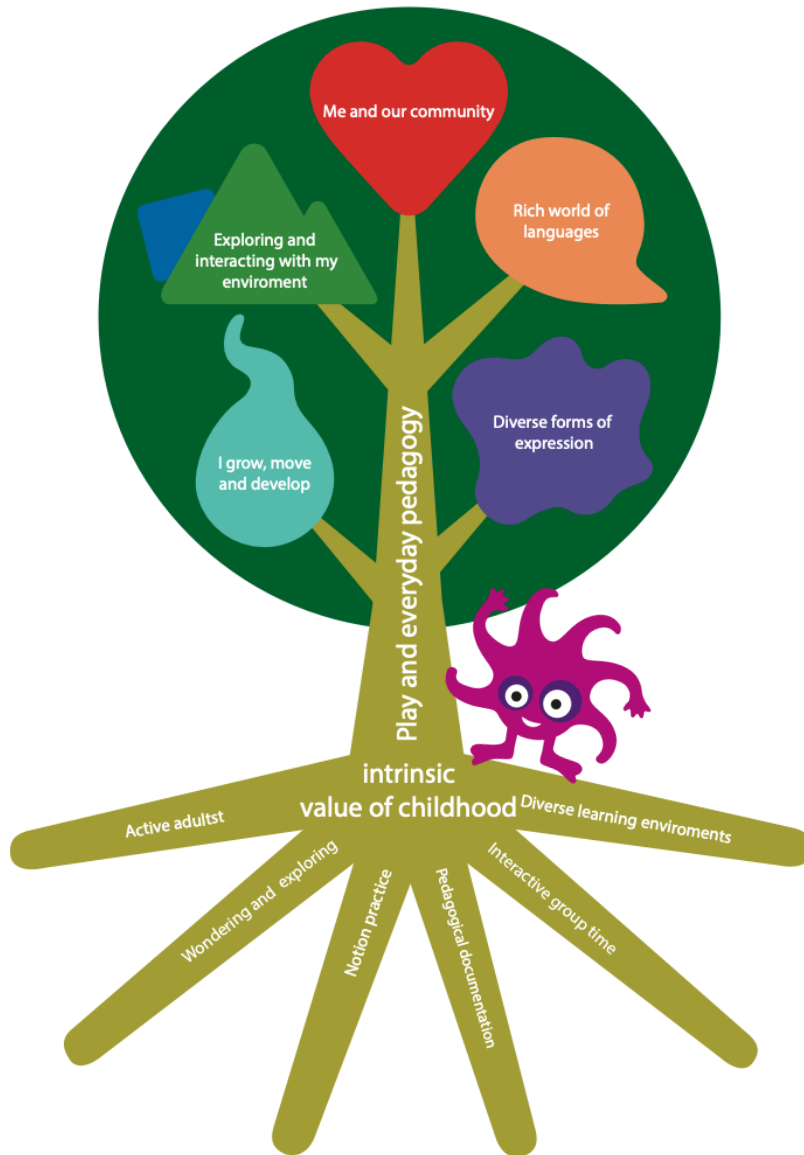 Me and our community
Rich world of
languages
Exploring and
interacting with my
enviroment
Diverse forms of
expression
I grow, move
and develop
Play and everyday pedagogy
intrinsic
value of childhood
Active adultst
Wondering and exploring
Notion practice
Pedagogical documentation
Interactive group time
Diverse learning enviroments